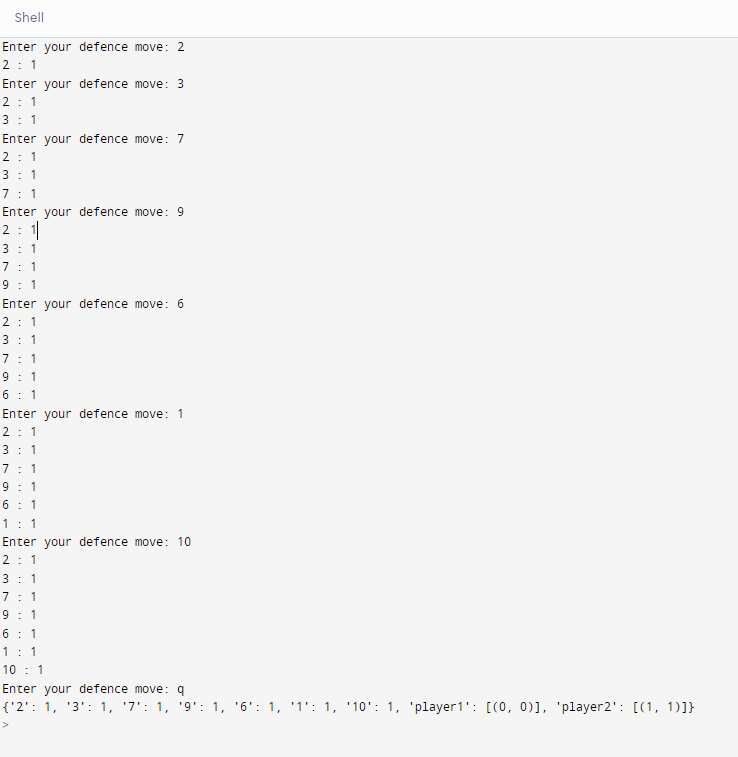 Shell
Enter your defence move: 2
2 : 1
Enter your defence move: 3
2 : 1
3 : 1
Enter your defence move: 7
2 : 1
3 : 1
7 : 1
Enter your defence move: 9
2 : 1
3 : 1
7 : 1
9 : 1
Enter your defence move: 6
2 : 1
3 : 1
7 : 1
9 : 1
6 : 1
Enter your defence move: 1
2 : 1
3 : 1
7 : 1
9 : 1
6 : 1
1 : 1
Enter your defence move: 10
2 : 1
3 : 1
7 : 1
9 : 1
6 : 1
1 : 1
10 : 1
Enter your defence move: q
{'2': 1, '3': 1, '7': 1, '9': 1, '6': 1, '1': 1, '10': 1, 'player1': [(0, 0)], 'player2': [(1, 1)]}
>